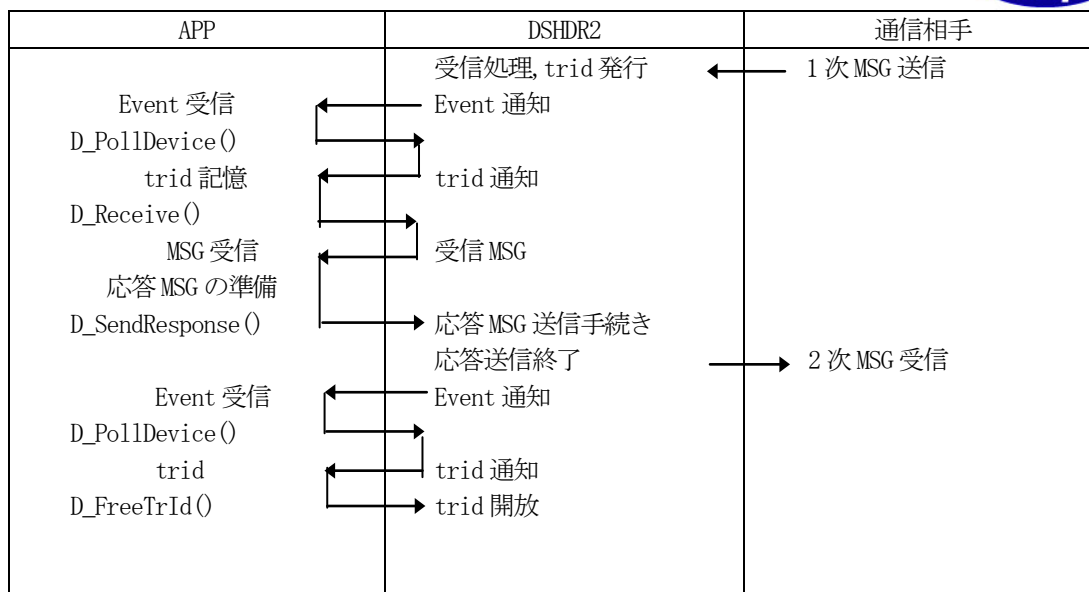 APP DSHDR2 通信相手
受信処理,trid 発行 1次 MSG 送信
Event 受信 Event 通知
D_PollDevice()
trid 記憶 trid 通知
D_Receive()
MSG 受信 受信 MSG
応答 MSG の準備
D_SendResponse() 応答 MSG 送信手続き
応答送信終了 2次 MSG 受信
Event 受信 Event 通知
D_PollDevice()
trid trid 通知
D_FreeTrId() trid 開放